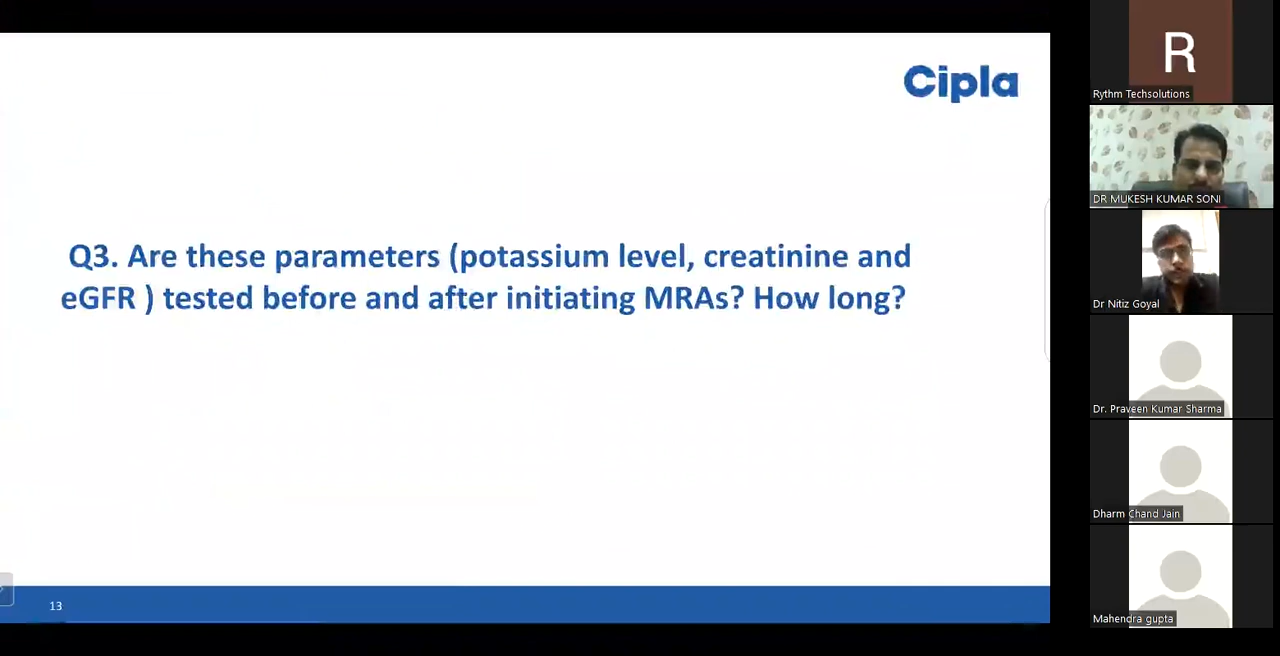 Cipla
Q3. Are these parameters (potassium level, creatinine and
eGFR ) tested before and after initiating MRAs? How long?
13
R
Rythm Techsolutions
DR MUKESH KUMAR SONI
Dr Nitiz Goyal
Dr. Praveen Kumar Sharma
Dharm Chand Jain
Mahendra gupta